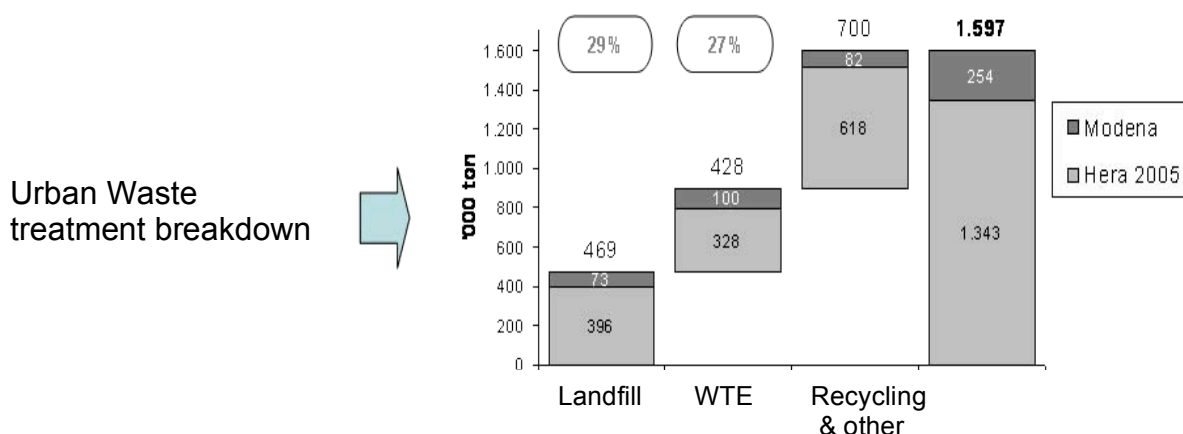 Urban Waste
treatment breakdown
'000 ton
1.600
1.400
1.200
1.000
800
600
400
200
0
29%
27%
469
73
396
428
100
328
700
82
618
1.597
254
1.343
Landfill
WTE
Recycling
& other
Modena
Hera 2005